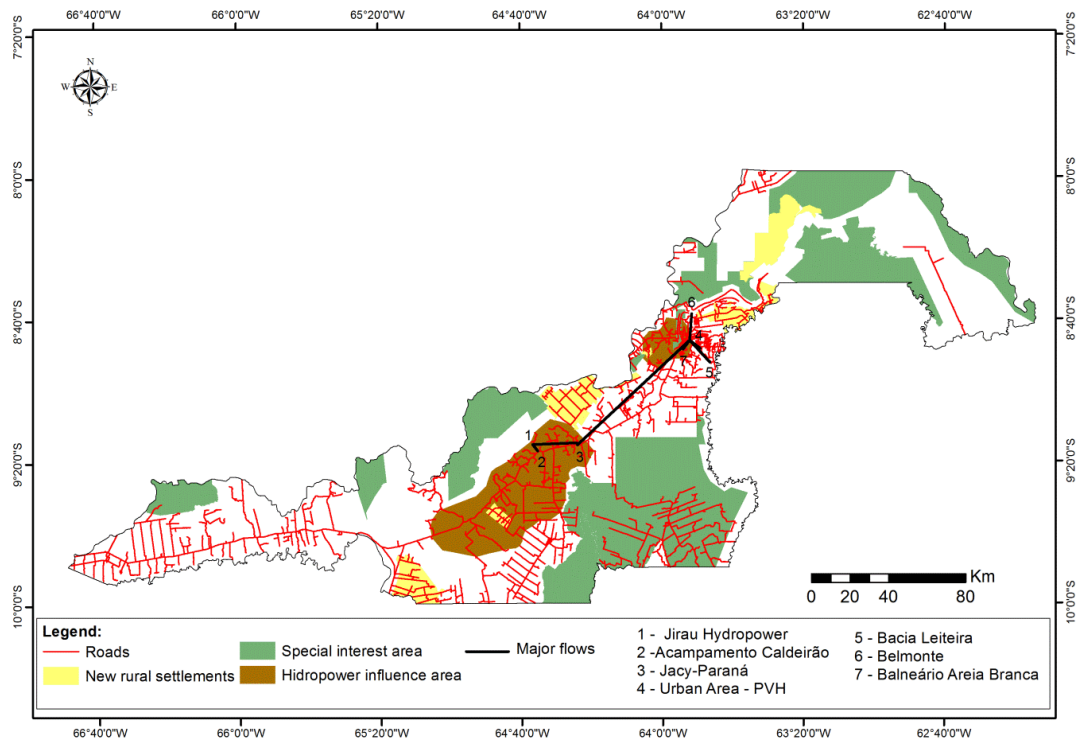 66°40'0"W 66°0'0"W 65°20'0"W 64°40'0"W 64°0'0"W 63°20'0"W 62°40'0"W
7°20'0"S 7°20'0"S
N
W E
S
8°0'0"S 8°0'0"S
6
8°40'0"S 8°40'0"S
4
7
5
1
3
2
9°20'0"S 9°20'0"S
Km
0 20 40 80
10°0'0"S 10°0'0"S
Legend:
Roads
New rural settlements
Special interest area
Hidropower influence area
Major flows
1 - Jirau Hydropower
2 -Acampamento Caldeirão
3 - Jacy-Paraná
4 - Urban Area - PVH
5 - Bacia Leiteira
6 - Belmonte
7 - Balneário Areia Branca
66°40'0"W 66°0'0"W 65°20'0"W 64°40'0"W 64°0'0"W 63°20'0"W 62°40'0"W